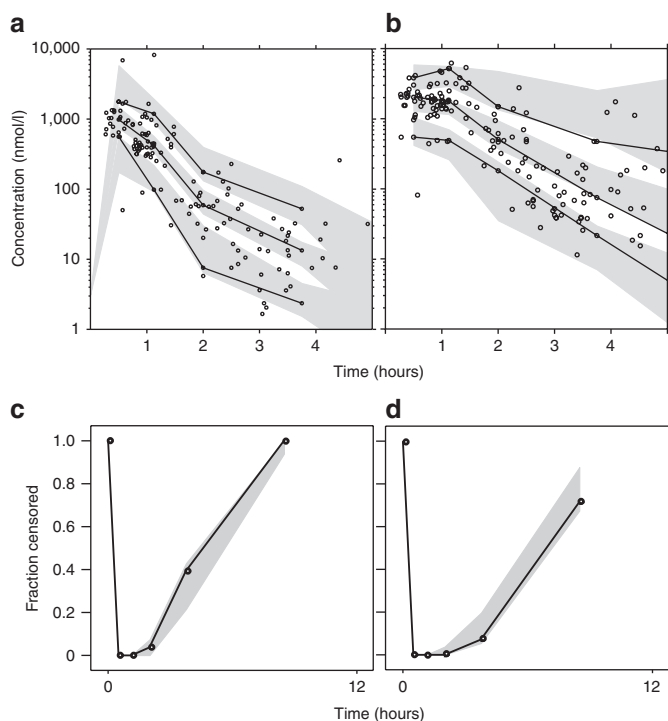 a
b
10,000
1,000
100
10
1
Concentration (nmol/l)
1 2 3 4
1 2 3 4
Time (hours)
c
d
1.0
0.8
0.6
0.4
0.2
0
Fraction censored
0 12
0 12
Time (hours)